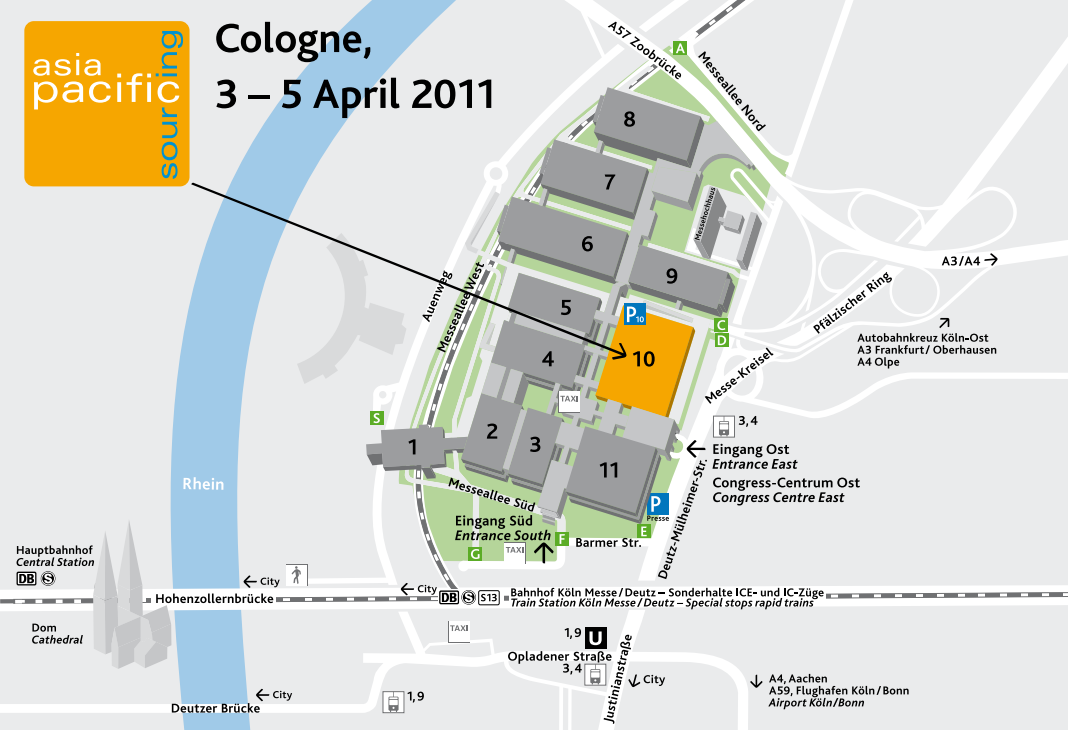 asia
pacific
sourcing
Cologne,
3 – 5 April 2011
A57 Zoobrücke
A
Messeallee Nord
8
7
Messehochhaus
6
9
A3/A4
Auenweg
Messeallee West
5
P10
C
D
Pfälzischer Ring
Autobahnkreuz Köln-Ost
A3 Frankfurt/ Oberhausen
A4 Olpe
4
10
Messe-Kreisel
TAXI
S
3,4
1
2
3
11
Eingang Ost
Entrance East
Congress-Centrum Ost
Congress Centre East
Rhein
Messeallee Süd
P
Presse
Deutz-Mülheimer-Str.
Eingang Süd
Entrance South
F
E
Barmer Str.
G
TAXI
Hauptbahnhof
Central Station
DB S
City
City
Hohenzollernbrücke
DB S S13
Bahnhof Köln Messe/Deutz – Sonderhalte ICE- und IC-Züge
Train Station Köln Messe/Deutz – Special stops rapid trains
Dom
Cathedral
TAXI
1,9 U
Opladener Straße
3,4
Justinianstraße
City
A4, Aachen
A59, Flughafen Köln/Bonn
Airport Köln/Bonn
City
1,9
Deutzer Brücke